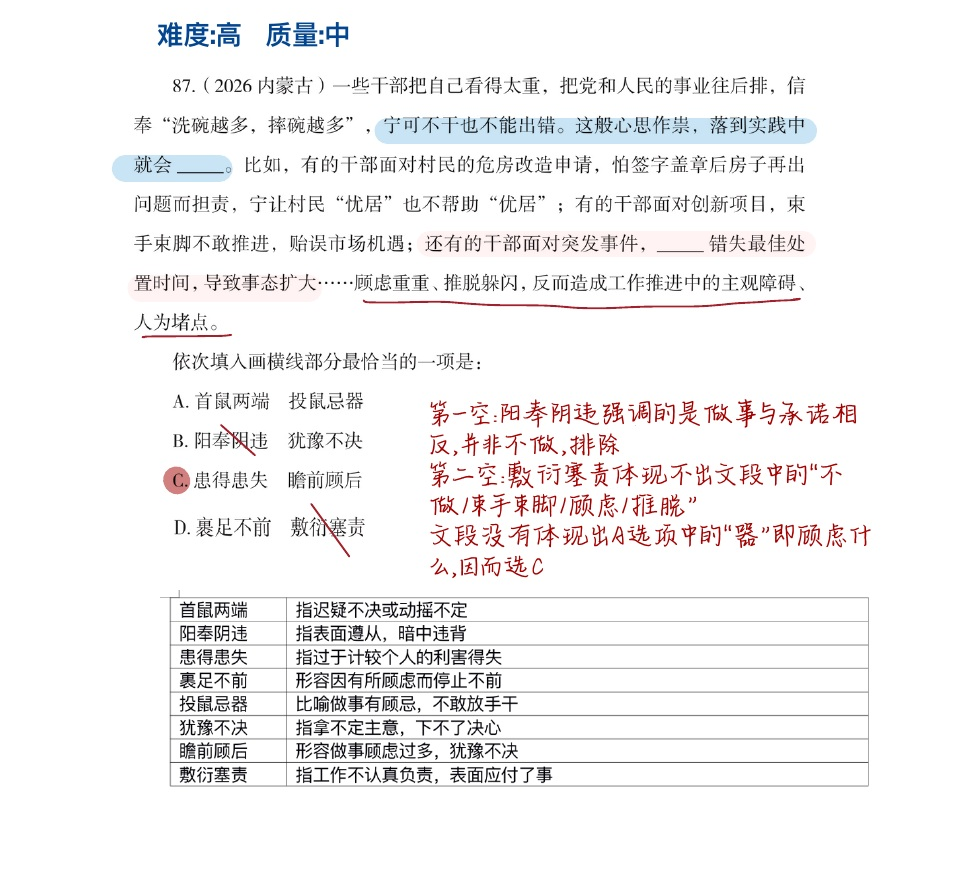 难度:高 质量:中
87.（2026 内蒙古）一些干部把自己看得太重，把党和人民的事业往后排，信
奉“洗碗越多，摔碗越多”，宁可不干也不能出错。这般心思作祟，落到实践中
就会 _____。比如，有的干部面对村民的危房改造申请，怕签字盖章后房子再出
问题而担责，宁让村民“忧居”也不帮助“优居”；有的干部面对创新项目，束
手束脚不敢推进，贻误市场机遇；还有的干部面对突发事件，_____ 错失最佳处
置时间，导致事态扩大……顾虑重重、推脱躲闪，反而造成工作推进中的主观障碍、
人为堵点。
依次填入画横线部分最恰当的一项是：
A. 首鼠两端 投鼠忌器
B. 阳奉阴违 犹豫不决
C. 患得患失 瞻前顾后
D. 裹足不前 敷衍塞责
第一空:阳奉阴违强调的是做事与承诺相
反,并非不做,排除
第二空:敷衍塞责体现不出文段中的“不
做/束手束脚/顾虑/推脱”
文段没有体现出A选项中的“器”即顾虑什
么,因而选C
首鼠两端 指迟疑不决或动摇不定
阳奉阴违 指表面遵从，暗中违背
患得患失 指过于计较个人的利害得失
裹足不前 形容因有所顾虑而停止不前
投鼠忌器 比喻做事有顾忌，不敢放手干
犹豫不决 指拿不定主意，下不了决心
瞻前顾后 形容做事顾虑过多，犹豫不决
敷衍塞责 指工作不认真负责，表面应付了事